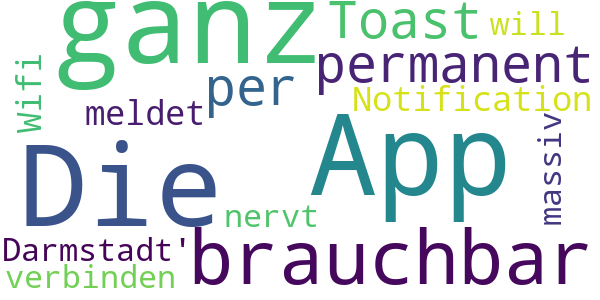 ganz
Toast
will
Wifi
per
permanent
meldet
Notification
Die
App
massiv
nervt
Darmstadt'
brauchbar
verbinden